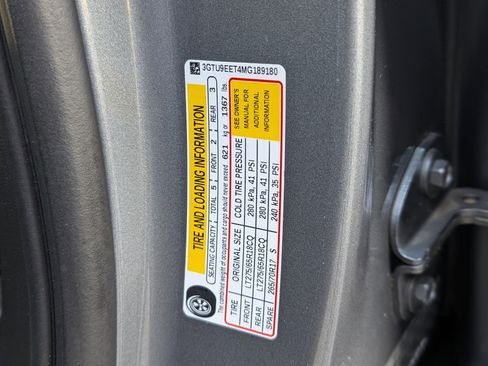 3GTU9EET4MG189180
TIRE AND LOADING INFORMATION
SEATING CAPACITY TOTAL 5 FRONT 2 REAR 3
The combined weight of occupants and cargo should never exceed 621 kg or 1367 lbs
TIRE ORIGINAL SIZE COLD TIRE PRESSURE
FRONT LT275/65R18CQ 280 kPa, 41 PSI
REAR LT275/65R18CQ 280 kPa, 41 PSI
SPARE 265/70R17 S 240 kPa, 35 PSI
SEE OWNER'S
MANUAL FOR
ADDITIONAL
INFORMATION